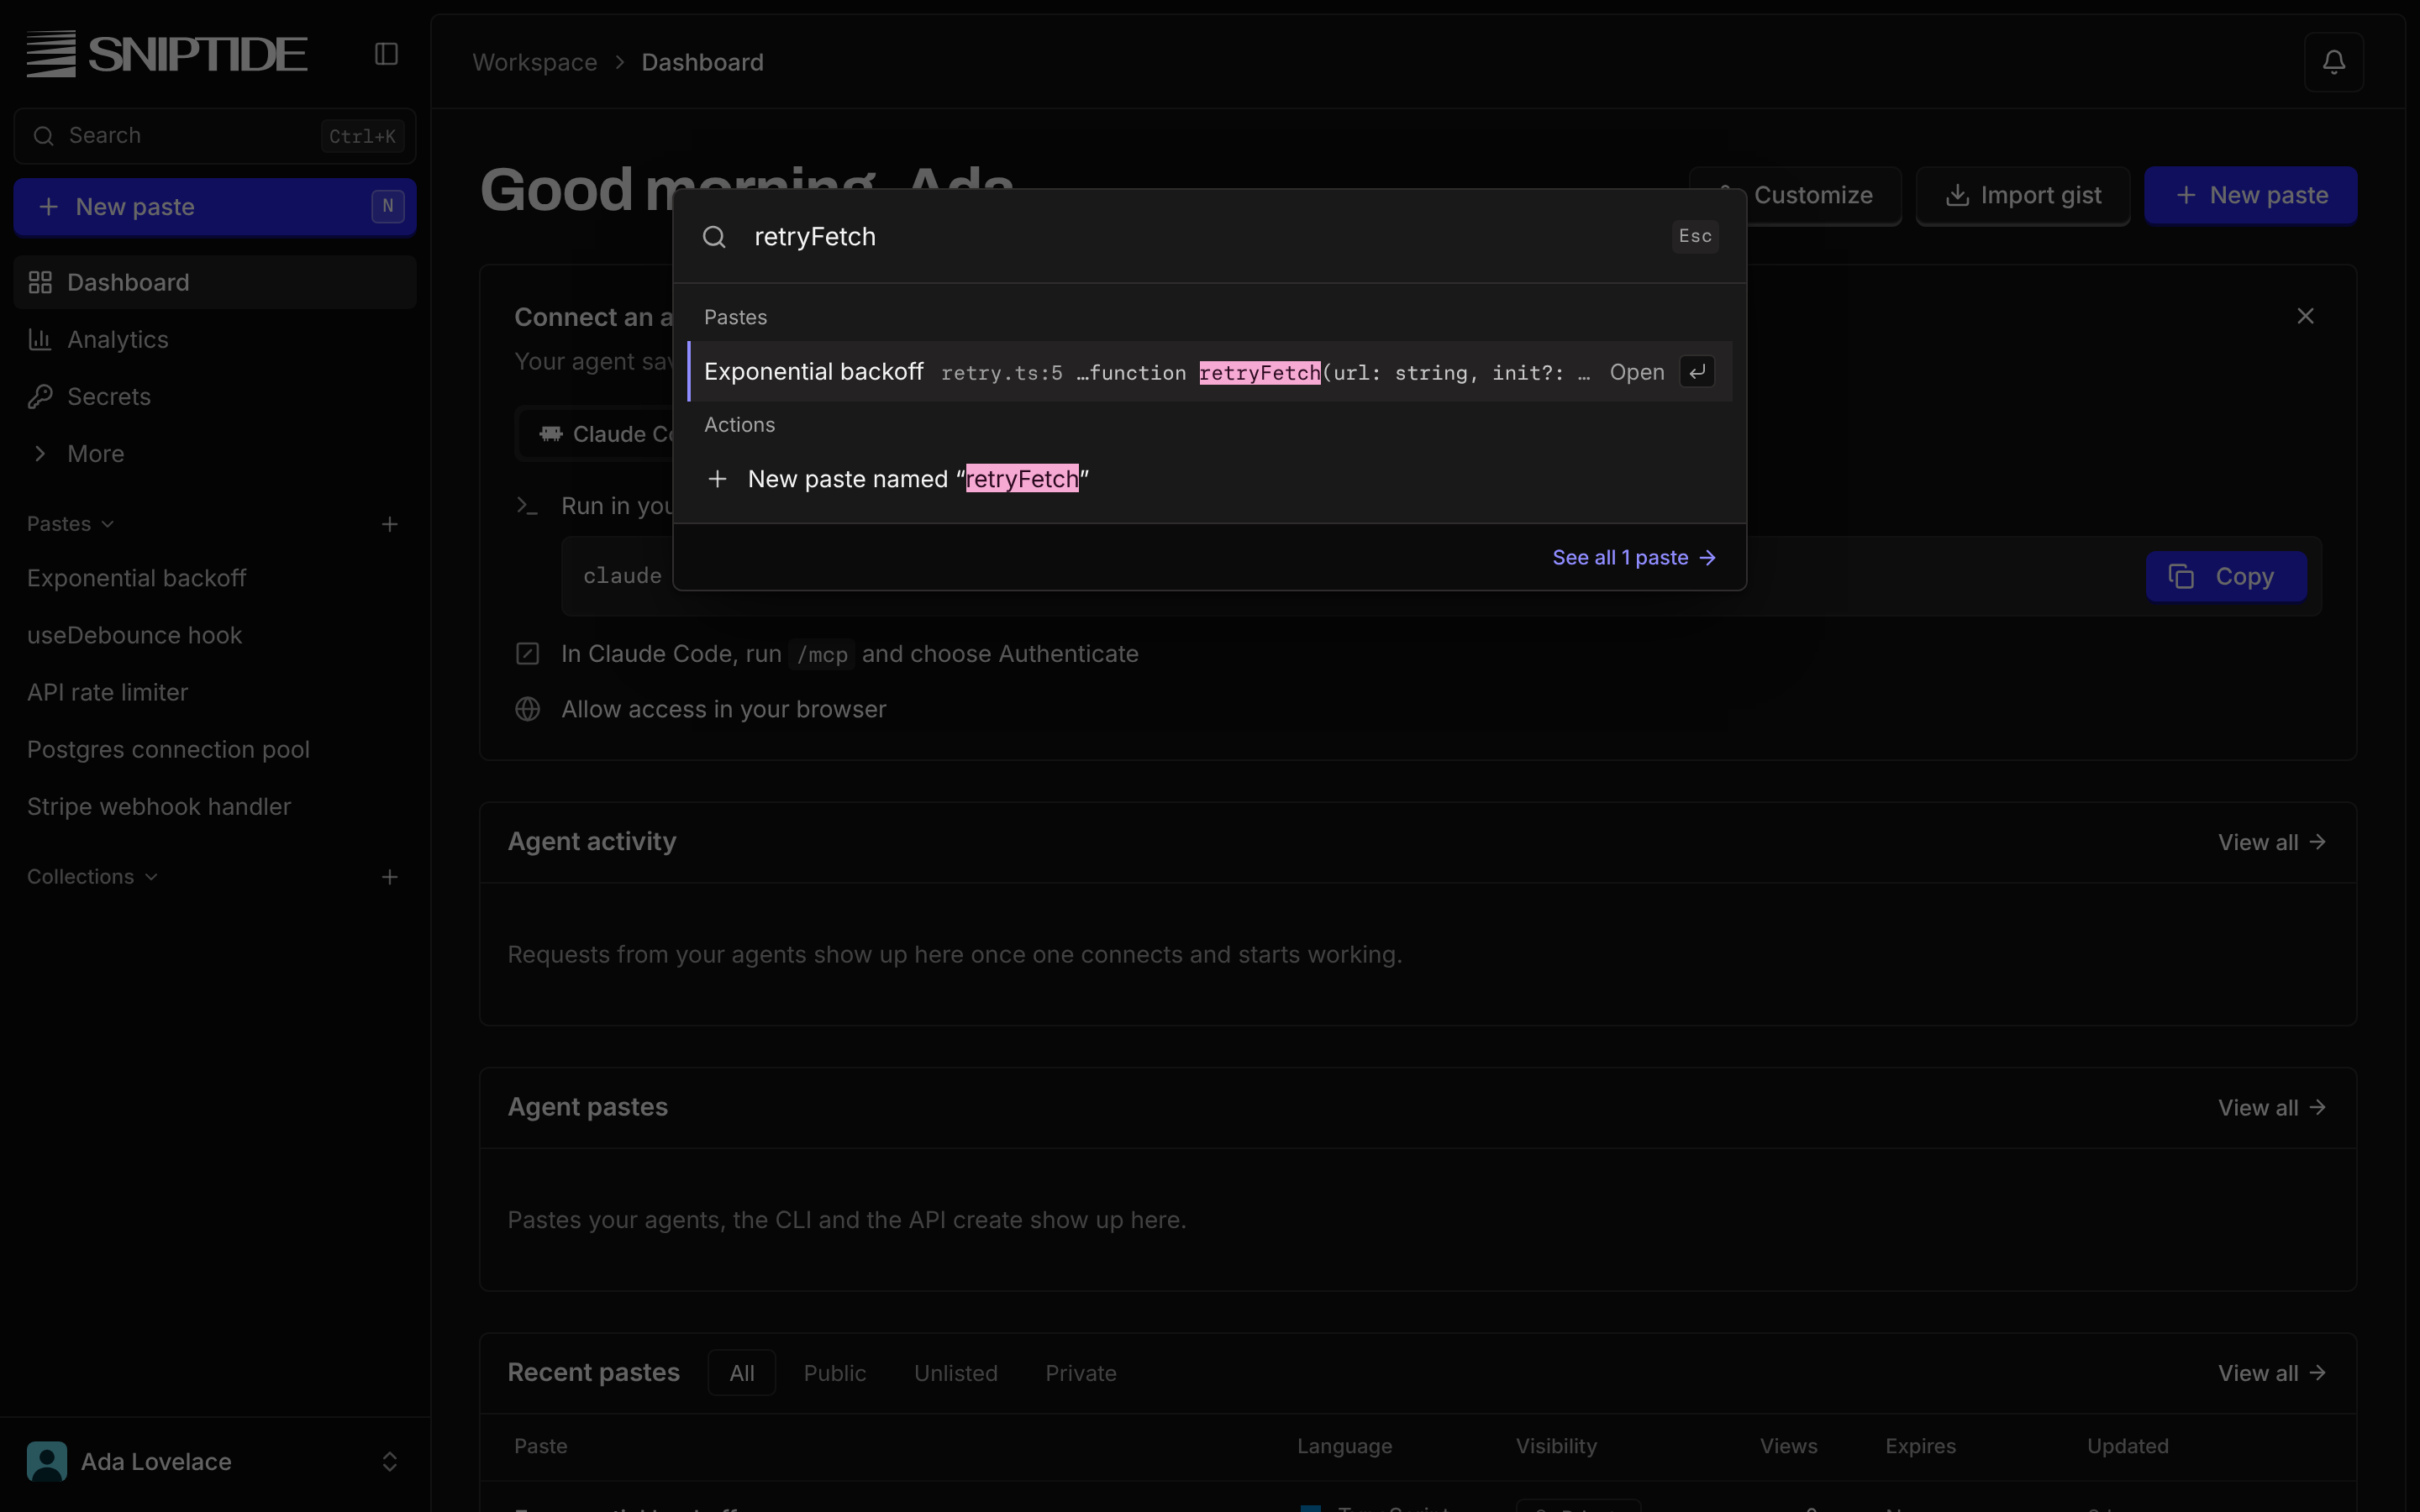 SNIPTIDE
Search Ctrl+K
New paste N
Dashboard
Analytics
Secrets
More
Pastes
Exponential backoff
useDebounce hook
API rate limiter
Postgres connection pool
Stripe webhook handler
Collections
Ada Lovelace
Workspace > Dashboard
Good morning, Ada
Customize
Import gist
New paste
retryFetch Esc
Pastes
Exponential backoff retry.ts:5 …function retryFetch(url: string, init?: … Open
Actions
New paste named “retryFetch”
See all 1 paste →
Connect an
Your agent
Claude
Run in
claude
Copy
In Claude Code, run /mcp and choose Authenticate
Allow access in your browser
Agent activity View all →
Requests from your agents show up here once one connects and starts working.
Agent pastes View all →
Pastes your agents, the CLI and the API create show up here.
Recent pastes All Public Unlisted Private View all →
Paste Language Visibility Views Expires Updated